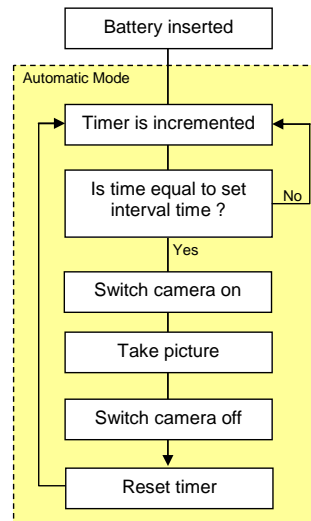 Battery inserted
Automatic Mode
Timer is incremented
Is time equal to set
interval time ?
No
Yes
Switch camera on
Take picture
Switch camera off
Reset timer